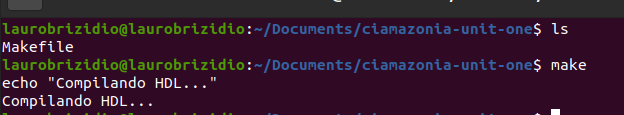 laurobrizidio@laurobrizidio:~/Documents/ciamazonia-unit-one$ ls
Makefile
laurobrizidio@laurobrizidio:~/Documents/ciamazonia-unit-one$ make
echo "Compilando HDL..."
Compilando HDL...
laurobrizidio@laurobrizidio:~/Documents/ciamazonia-unit-one$